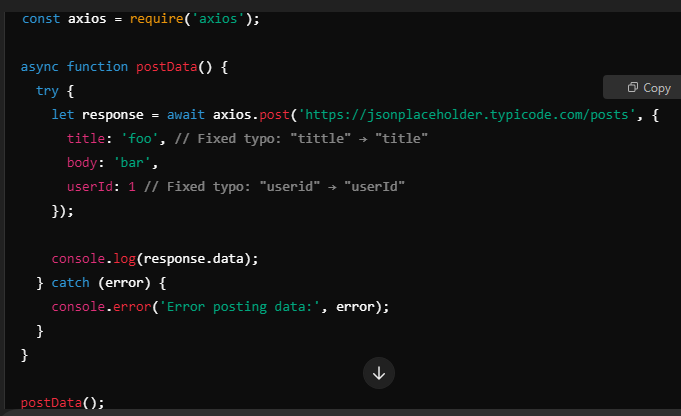 const axios = require('axios');
async function postData() {
try {
Copy
let response = await axios.post('https://jsonplaceholder.typicode.com/posts', {
title: 'foo', // Fixed typo: "tittle" → "title"
body: 'bar',
userId: 1 // Fixed typo: "userid" → "userId"
});
console.log(response.data);
} catch (error) {
console.error('Error posting data:', error);
}
}
postData();